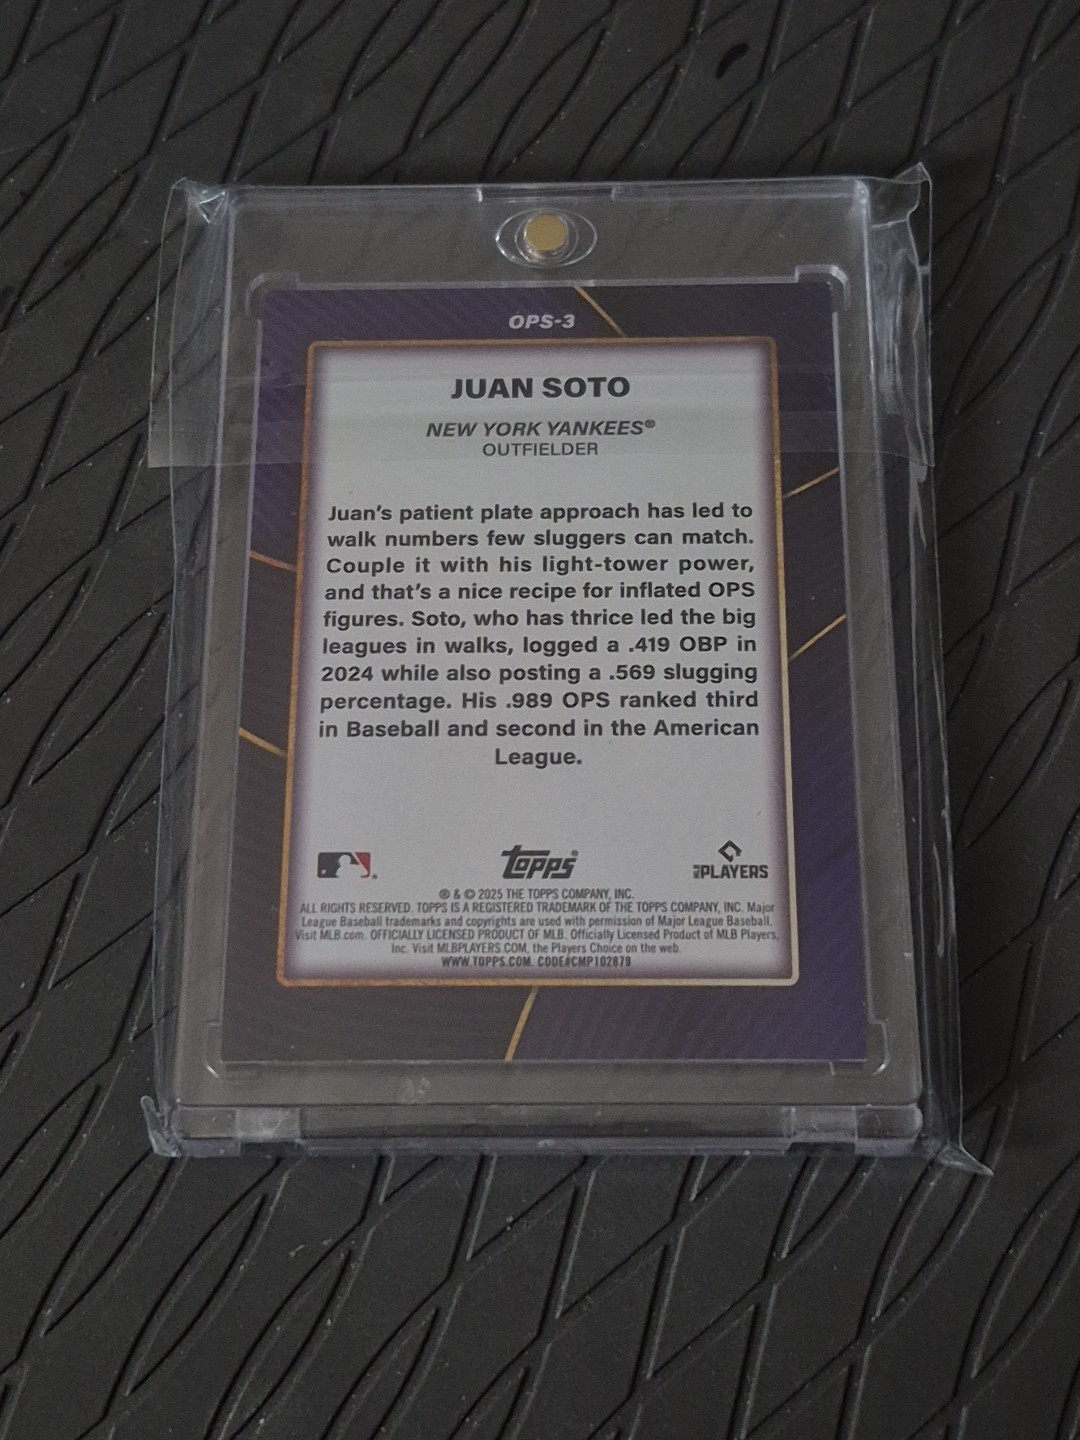 OPS-3
JUAN SOTO
NEW YORK YANKEES®
OUTFIELDER
Juan's patient plate approach has led to
walk numbers few sluggers can match.
Couple it with his light-tower power,
and that's a nice recipe for inflated OPS
figures. Soto, who has thrice led the big
leagues in walks, logged a .419 OBP in
2024 while also posting a .569 slugging
percentage. His .989 OPS ranked third
in Baseball and second in the American
League.
Topps®
MLB PLAYERS
® & © 2025 THE TOPPS COMPANY, INC.
ALL RIGHTS RESERVED. TOPPS IS A REGISTERED TRADEMARK OF THE TOPPS COMPANY, INC. Major
League Baseball trademarks and copyrights are used with permission of Major League Baseball.
Visit MLB.com. OFFICIALLY LICENSED PRODUCT OF MLB. Officially Licensed Product of MLB Players,
Inc. Visit MLBPLAYERS.COM, the Players Choice on the web.
WWW.TOPPS.COM. CODE#CMP102879